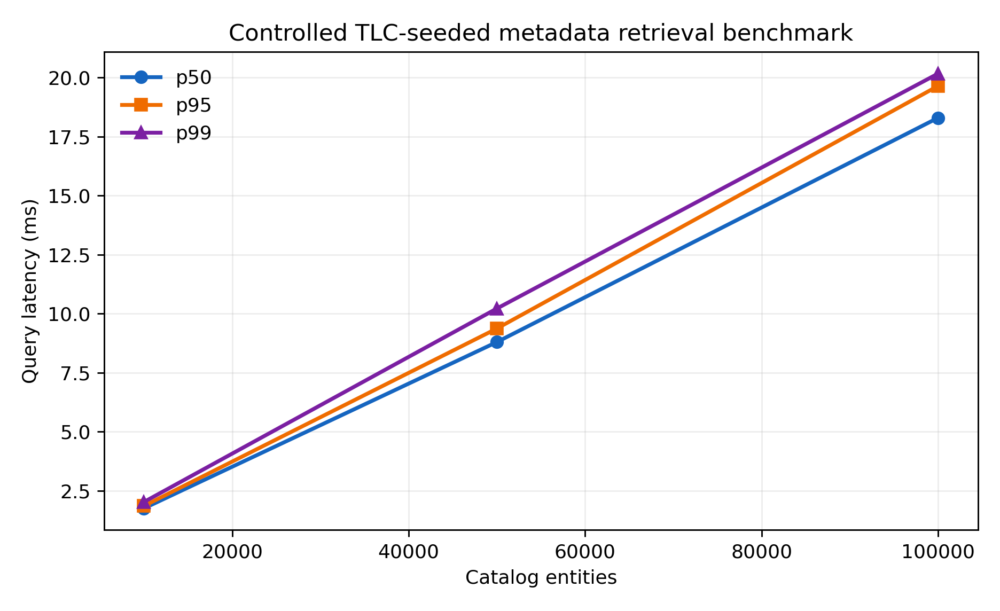 Controlled TLC-seeded metadata retrieval benchmark
p50
p95
p99
Query latency (ms)
20.0
17.5
15.0
12.5
10.0
7.5
5.0
2.5
20000 40000 60000 80000 100000
Catalog entities